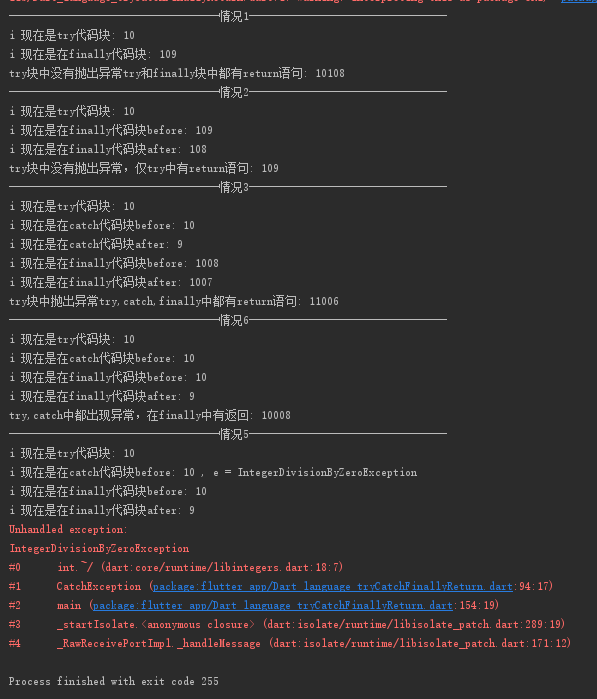 ———————————————情况1——————————————
i 现在是try代码块: 10
i 现在是在finally代码块: 109
try块中没有抛出异常try和finally块中都有return语句: 10108
———————————————情况2——————————————
i 现在是try代码块: 10
i 现在是在finally代码块before: 109
i 现在是在finally代码块after: 108
try块中没有抛出异常，仅try中有return语句: 109
———————————————情况3——————————————
i 现在是try代码块: 10
i 现在是在catch代码块before: 10
i 现在是在catch代码块after: 9
i 现在是在finally代码块before: 1008
i 现在是在finally代码块after: 1007
try块中抛出异常try,catch,finally中都有return语句: 11006
———————————————情况6——————————————
i 现在是try代码块: 10
i 现在是在catch代码块before: 10
i 现在是在finally代码块before: 10
i 现在是在finally代码块after: 9
try,catch中都出现异常，在finally中有返回: 10008
———————————————情况5——————————————
i 现在是try代码块: 10
i 现在是在catch代码块before: 10 , e = IntegerDivisionByZeroException
i 现在是在finally代码块before: 10
i 现在是在finally代码块after: 9
Unhandled exception:
IntegerDivisionByZeroException
#0 int.~/ (dart:core/runtime/libintegers.dart:18:7)
#1 CatchException (package:flutter_app/Dart_language_tryCatchFinallyReturn.dart:94:17)
#2 main (package:flutter_app/Dart_language_tryCatchFinallyReturn.dart:154:19)
#3 _startIsolate.<anonymous closure> (dart:isolate/runtime/libisolate_patch.dart:289:19)
#4 _RawReceivePortImpl._handleMessage (dart:isolate/runtime/libisolate_patch.dart:171:12)
Process finished with exit code 255